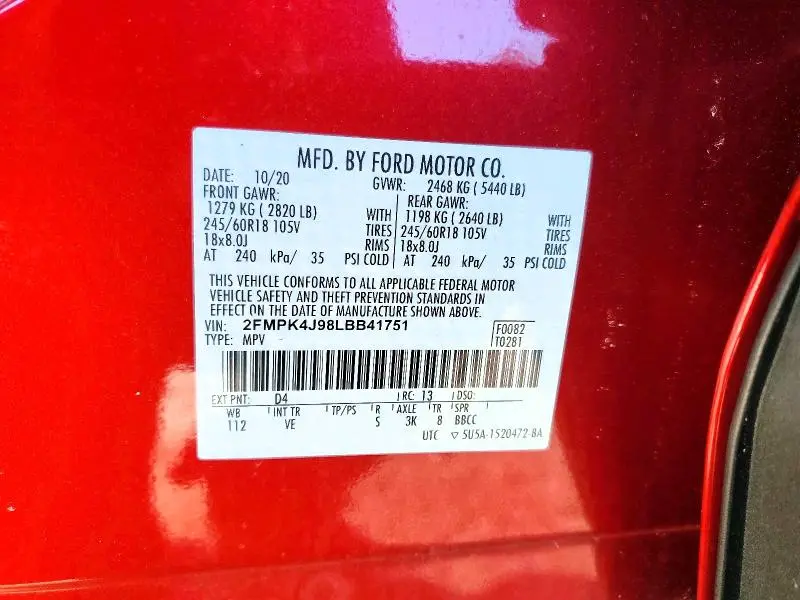 MFD. BY FORD MOTOR CO.
DATE: 10/20 GVWR: 2468 KG ( 5440 LB)
FRONT GAWR: REAR GAWR:
1279 KG ( 2820 LB) WITH 1198 KG ( 2640 LB) WITH
245/60R18 105V TIRES 245/60R18 105V TIRES
18x8.0J RIMS 18x8.0J RIMS
AT 240 kPa/ 35 PSI COLD AT 240 kPa/ 35 PSI COLD
THIS VEHICLE CONFORMS TO ALL APPLICABLE FEDERAL MOTOR
VEHICLE SAFETY AND THEFT PREVENTION STANDARDS IN
EFFECT ON THE DATE OF MANUFACTURE SHOWN ABOVE.
VIN: 2FMPK4J98LBB41751 F0082
TYPE: MPV T0281
EXT PNT: D4 RC: 13 DSO:
WB INT TR TP/PS R AXLE TR SPR
112 VE S 3K 8 BBCC
UTC ▽ 5U5A-1520472-BA